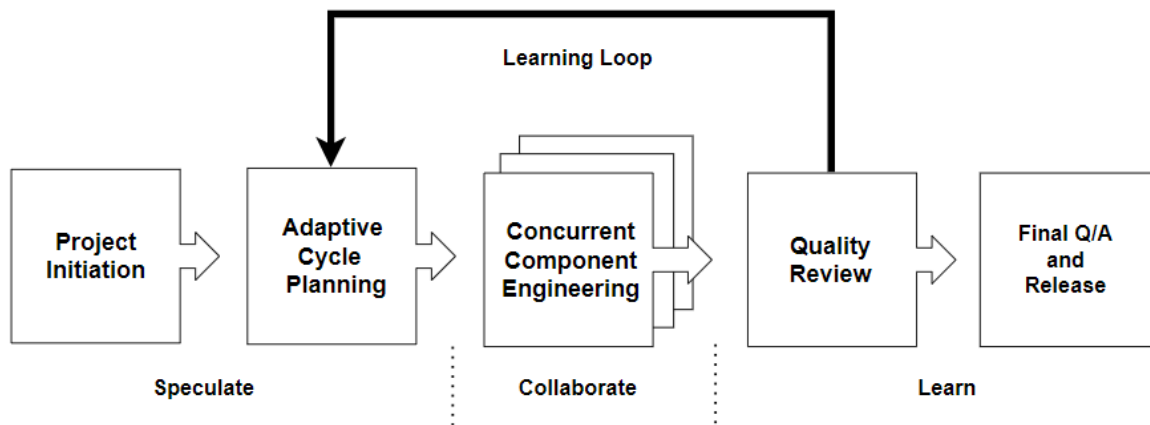 Learning Loop
Project
Initiation
Adaptive
Cycle
Planning
Concurrent
Component
Engineering
Quality
Review
Final Q/A
and
Release
Speculate
Collaborate
Learn